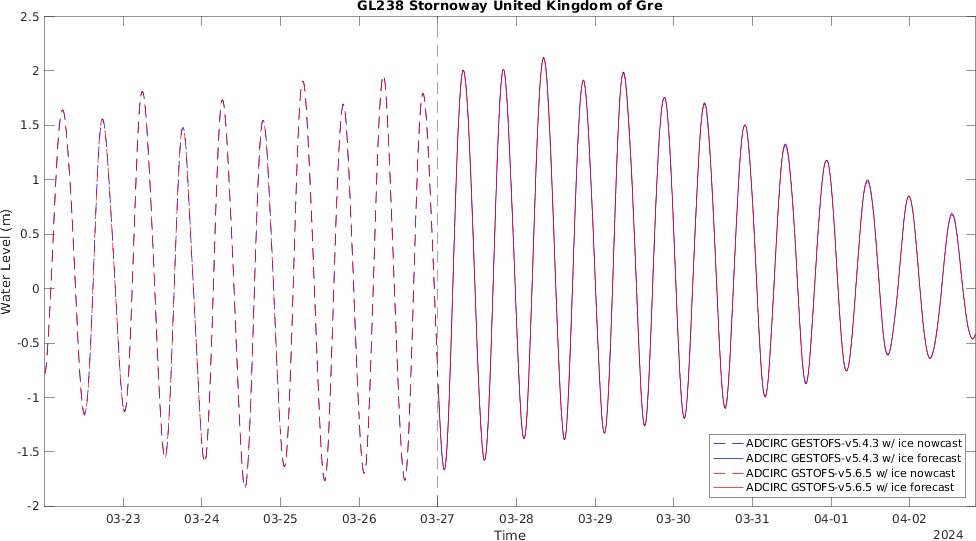 GL238 Stornoway United Kingdom of Gre
2.5
2
1.5
1
0.5
0
-0.5
-1
-1.5
-2
Water Level (m)
03-23 03-24 03-25 03-26 03-27 03-28 03-29 03-30 03-31 04-01 04-02
Time
2024
ADCIRC GESTOFS-v5.4.3 w/ ice nowcast
ADCIRC GESTOFS-v5.4.3 w/ ice forecast
ADCIRC GSTOFS-v5.6.5 w/ ice nowcast
ADCIRC GSTOFS-v5.6.5 w/ ice forecast